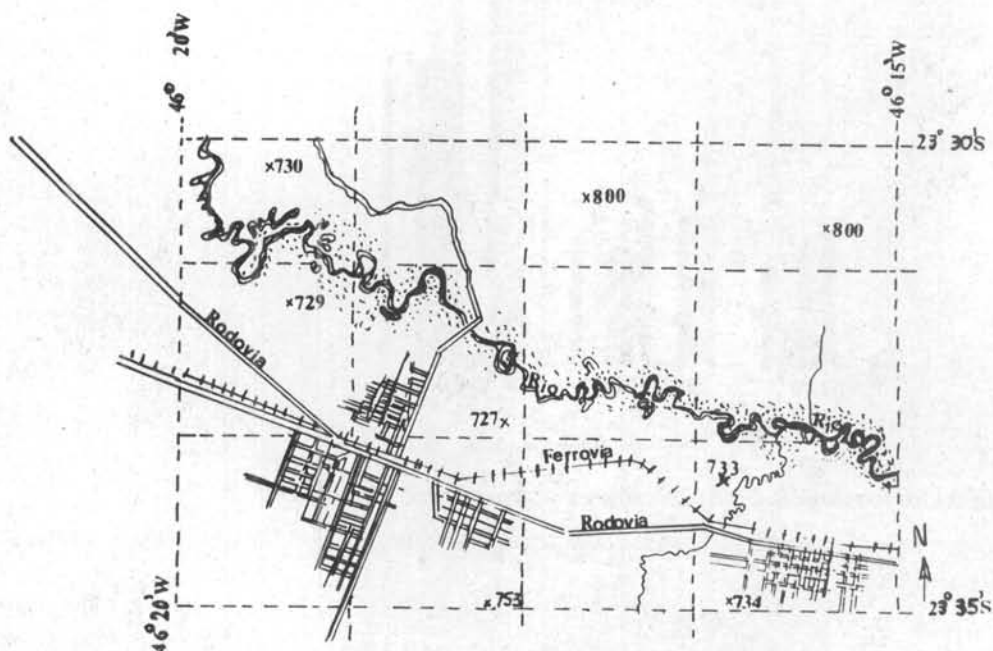 46° 20'W
46° 15'W
23° 30'S
×730
×800
×800
×729
Rodovia
Rio
Rio
727×
Ferrovia
733
×
Rodovia
N
×753
×734
46° 20'W
23° 35'S